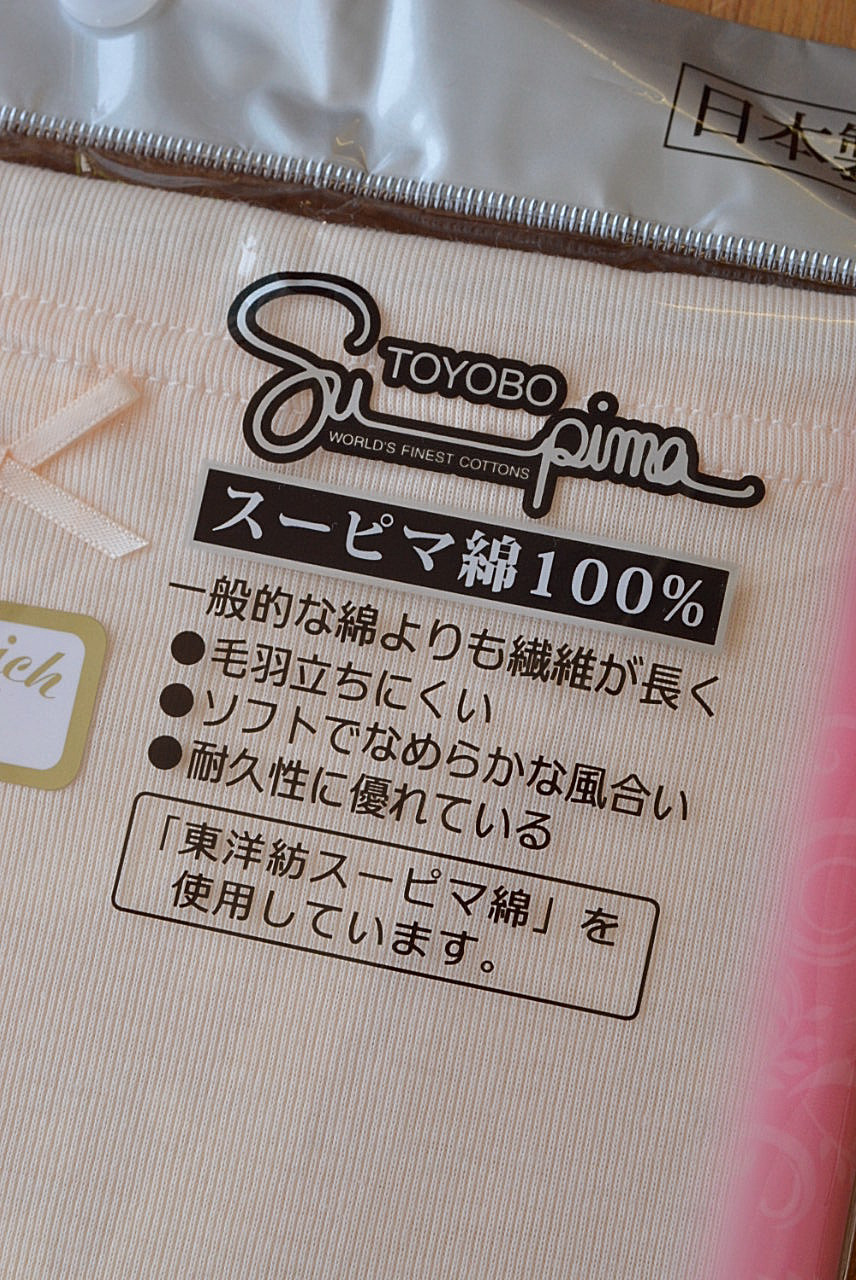 日本製
TOYOBO
Supima
WORLD'S FINEST COTTONS
スーピマ綿100%
一般的な綿よりも繊維が長く
●毛羽立ちにくい
●ソフトでなめらかな風合い
●耐久性に優れている
「東洋紡スーピマ綿」を
使用しています。
ich